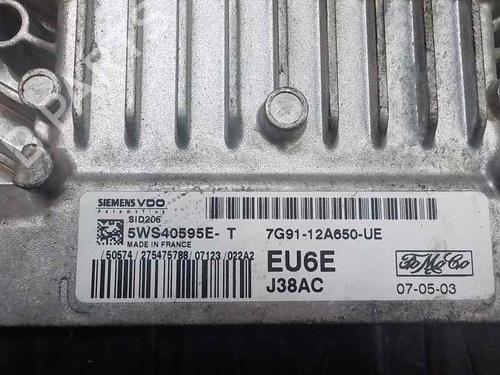 SIEMENS VDO
Automotive
SID206
5WS40595E- T 7G91-12A650-UE
MADE IN FRANCE
/50574 / 275475788 / 07123 /022A2
EU6E
J38AC
FoMoCo
07-05-03
B-PARTS